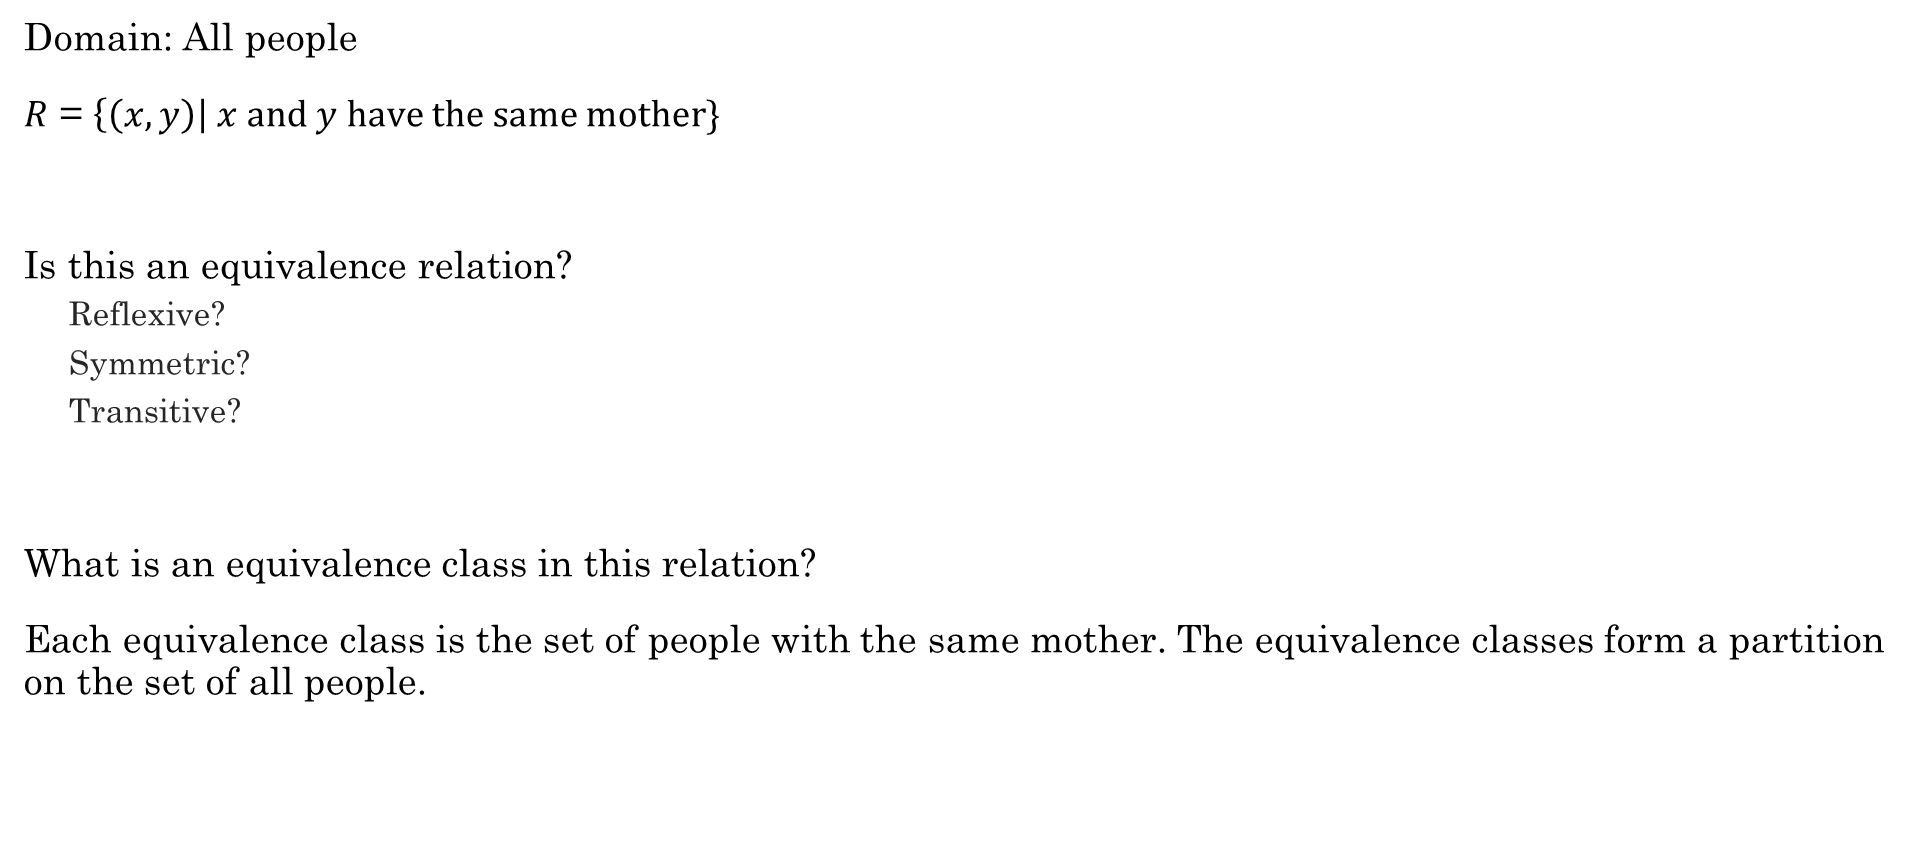 Domain: All people
R = {(x, y)| x and y have the same mother}
Is this an equivalence relation?
Reflexive?
Symmetric?
Transitive?
What is an equivalence class in this relation?
Each equivalence class is the set of people with the same mother. The equivalence classes form a partition
on the set of all people.